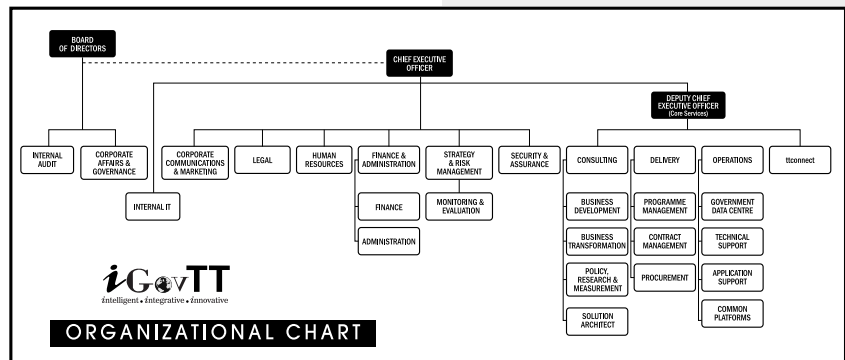 BOARD
OF DIRECTORS
CHIEF EXECUTIVE
OFFICER
DEPUTY CHIEF
EXECUTIVE OFFICER
(Core Services)
INTERNAL
AUDIT
CORPORATE
AFFAIRS &
GOVERNANCE
CORPORATE
COMMUNICATIONS
& MARKETING
LEGAL
HUMAN
RESOURCES
FINANCE &
ADMINISTRATION
STRATEGY
& RISK
MANAGEMENT
SECURITY &
ASSURANCE
CONSULTING
DELIVERY
OPERATIONS
ttconnect
INTERNAL IT
FINANCE
ADMINISTRATION
MONITORING &
EVALUATION
BUSINESS
DEVELOPMENT
BUSINESS
TRANSFORMATION
POLICY,
RESEARCH &
MEASUREMENT
SOLUTION
ARCHITECT
PROGRAMME
MANAGEMENT
CONTRACT
MANAGEMENT
PROCUREMENT
GOVERNMENT
DATA CENTRE
TECHNICAL
SUPPORT
APPLICATION
SUPPORT
COMMON
PLATFORMS
iGovTT
intelligent • integrative • innovative
ORGANIZATIONAL CHART